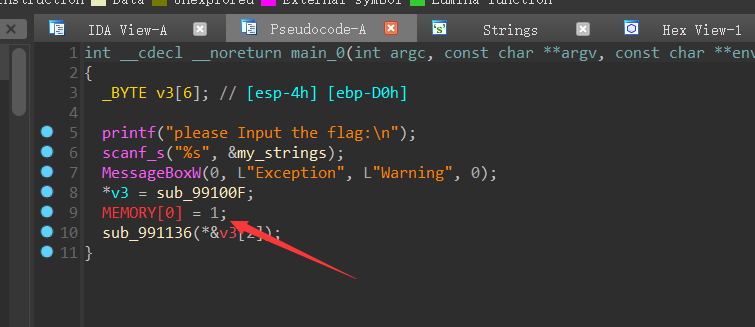 nstruction Data Unexplored External symbol Lumina function
IDA View-A Pseudocode-A Strings Hex View-1
1 int __cdecl __noreturn main_0(int argc, const char **argv, const char **env
2 {
3 _BYTE v3[6]; // [esp-4h] [ebp-D0h]
4
5 printf("please Input the flag:\n");
6 scanf_s("%s", &my_strings);
7 MessageBoxW(0, L"Exception", L"Warning", 0);
8 *v3 = sub_99100F;
9 MEMORY[0] = 1;
10 sub_991136(*&v3[2]);
11 }